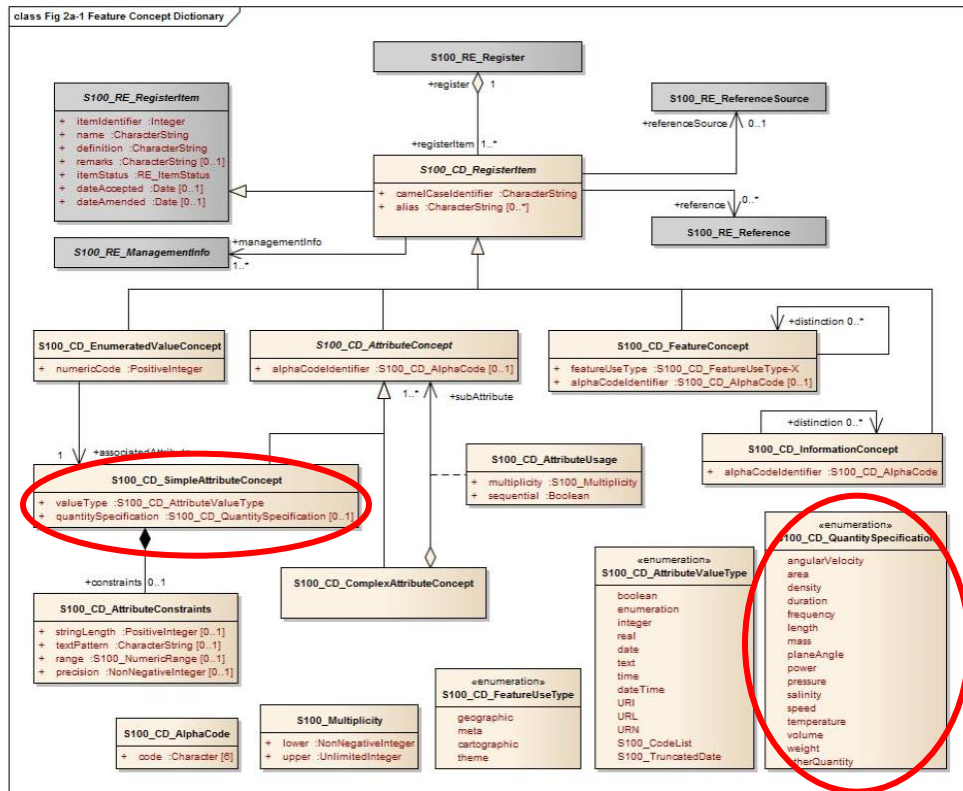 class Fig 2a-1 Feature Concept Dictionary
S100_RE_Register
+register 1
S100_RE_RegisterItem
+ itemIdentifier :Integer
+ name :CharacterString
+ definition :CharacterString
+ remarks :CharacterString [0..1]
+ itemStatus :RE_ItemStatus
+ dateAccepted :Date [0..1]
+ dateAmended :Date [0..1]
S100_RE_ReferenceSource
+referenceSource 0..1
+registerItem 1..*
S100_CD_RegisterItem
+ camelCaseIdentifier :CharacterString
+ alias :CharacterString [0..*]
+reference 0..*
S100_RE_Reference
+managementInfo
1..*
S100_RE_ManagementInfo
S100_CD_EnumeratedValueConcept
+ numericCode :PositiveInteger
S100_CD_AttributeConcept
+ alphaCodeIdentifier :S100_CD_AlphaCode [0..1]
+distinction 0..*
S100_CD_FeatureConcept
+ featureUseType :S100_CD_FeatureUseType-X
+ alphaCodeIdentifier :S100_CD_AlphaCode [0..1]
1..*
+subAttribute
+distinction 0..*
S100_CD_InformationConcept
+ alphaCodeIdentifier :S100_CD_AlphaCode
1 +associatedAttribute
S100_CD_SimpleAttributeConcept
+ valueType :S100_CD_AttributeValueType
+ quantitySpecification :S100_CD_QuantitySpecification [0..1]
S100_CD_AttributeUsage
+ multiplicity :S100_Multiplicity
+ sequential :Boolean
+constraints 0..1
S100_CD_ComplexAttributeConcept
S100_CD_AttributeConstraints
+ stringLength :PositiveInteger [0..1]
+ textPattern :CharacterString [0..1]
+ range :S100_NumericRange [0..1]
+ precision :NonNegativeInteger [0..1]
«enumeration»
S100_CD_AttributeValueType
boolean
enumeration
integer
real
date
text
time
dateTime
URI
URL
URN
S100_CodeList
S100_TruncatedDate
«enumeration»
S100_CD_QuantitySpecification
angularVelocity
area
density
duration
frequency
length
mass
planeAngle
power
pressure
salinity
speed
temperature
volume
weight
otherQuantity
«enumeration»
S100_CD_FeatureUseType
geographic
meta
cartographic
theme
S100_CD_AlphaCode
+ code :Character [6]
S100_Multiplicity
+ lower :NonNegativeInteger
+ upper :UnlimitedInteger